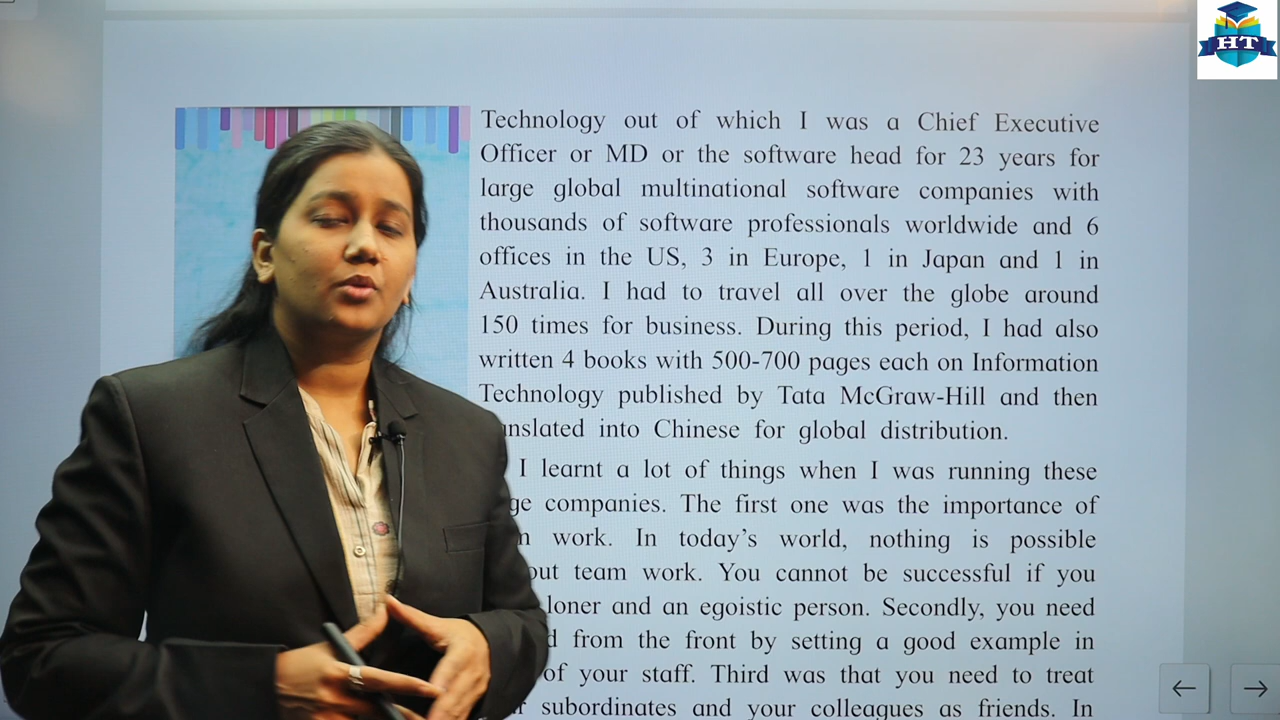 HT
Technology out of which I was a Chief Executive
Officer or MD or the software head for 23 years for
large global multinational software companies with
thousands of software professionals worldwide and 6
offices in the US, 3 in Europe, 1 in Japan and 1 in
Australia. I had to travel all over the globe around
150 times for business. During this period, I had also
written 4 books with 500-700 pages each on Information
Technology published by Tata McGraw-Hill and then
anslated into Chinese for global distribution.
I learnt a lot of things when I was running these
ge companies. The first one was the importance of
work. In today's world, nothing is possible
out team work. You cannot be successful if you
loner and an egoistic person. Secondly, you need
from the front by setting a good example in
of your staff. Third was that you need to treat
subordinates and your colleagues as friends. In